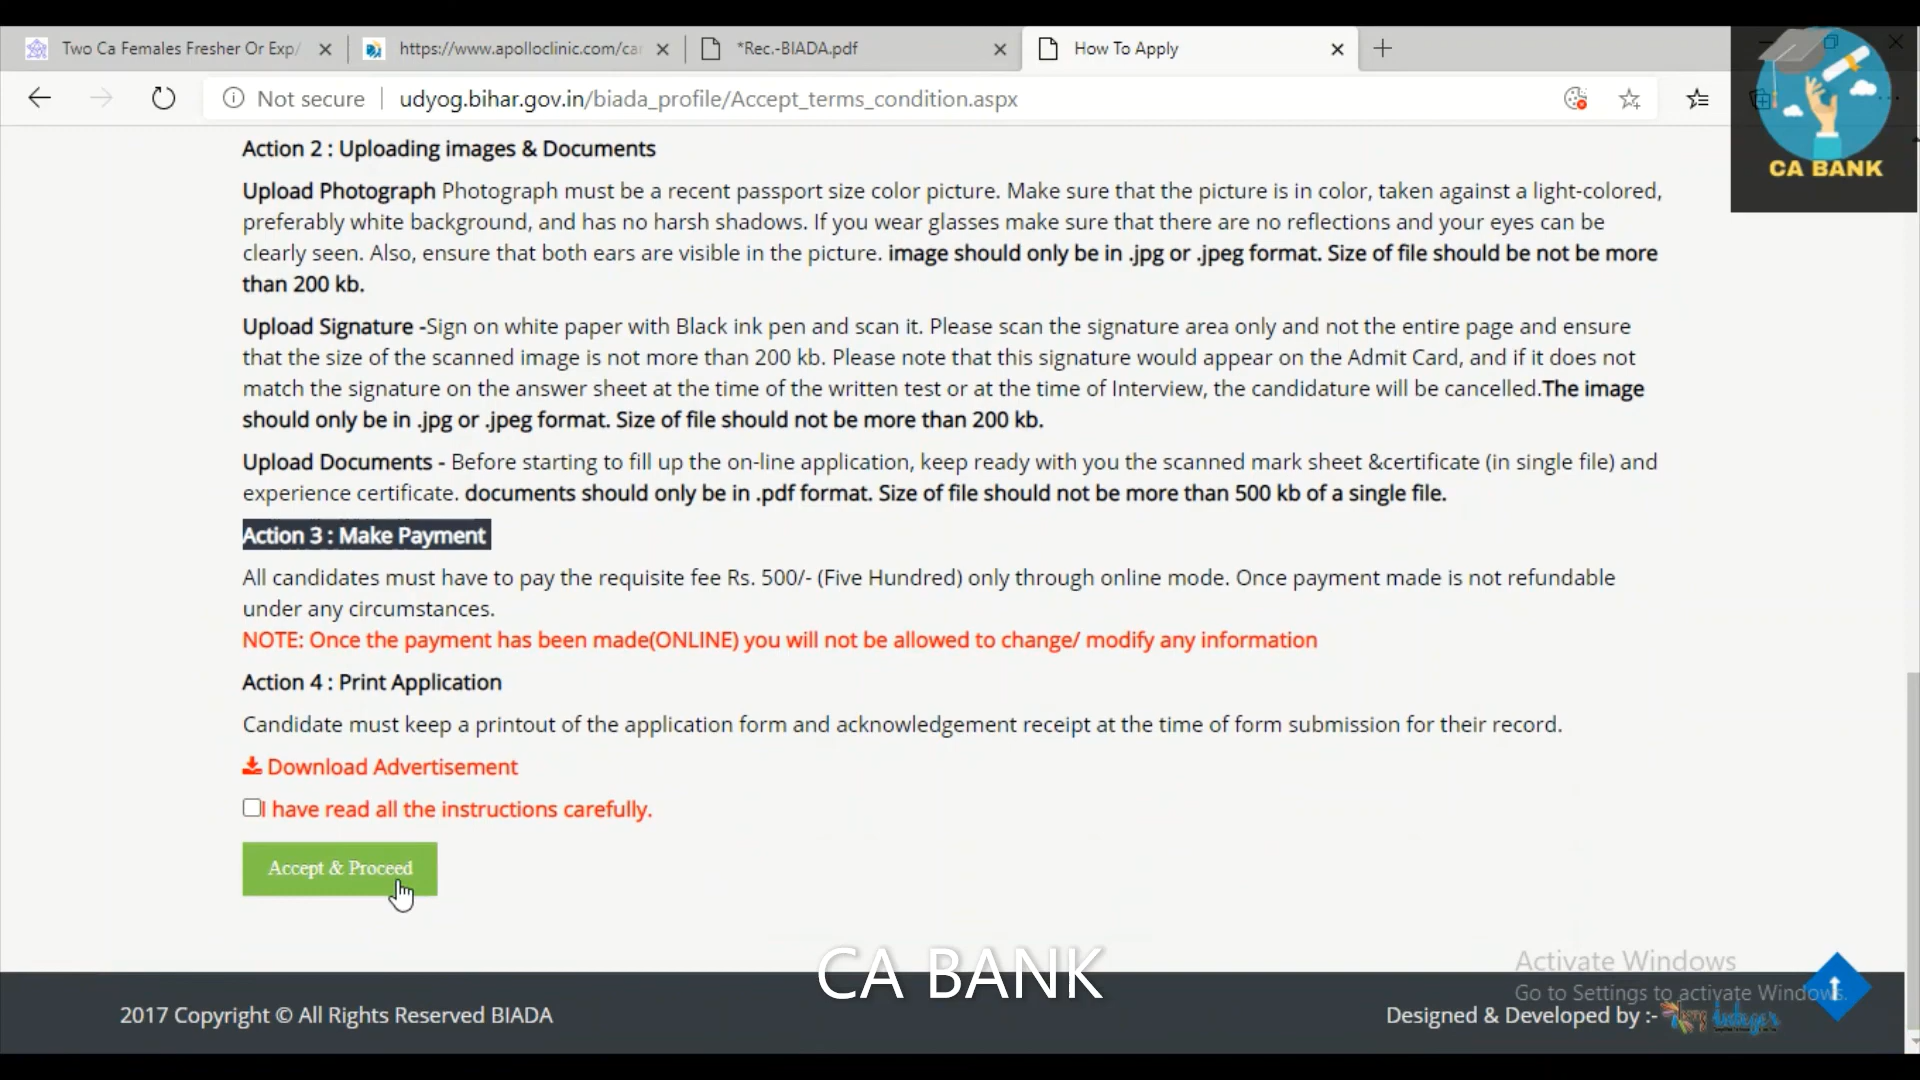 Two Ca Females Fresher Or Exp/
https://www.apolloclinic.com/car
*Rec.-BIADA.pdf
How To Apply
Not secure
udyog.bihar.gov.in/biada_profile/Accept_terms_condition.aspx
CA BANK
Action 2 : Uploading images & Documents
Upload Photograph Photograph must be a recent passport size color picture. Make sure that the picture is in color, taken against a light-colored,
preferably white background, and has no harsh shadows. If you wear glasses make sure that there are no reflections and your eyes can be
clearly seen. Also, ensure that both ears are visible in the picture. image should only be in .jpg or .jpeg format. Size of file should be not be more
than 200 kb.
Upload Signature -Sign on white paper with Black ink pen and scan it. Please scan the signature area only and not the entire page and ensure
that the size of the scanned image is not more than 200 kb. Please note that this signature would appear on the Admit Card, and if it does not
match the signature on the answer sheet at the time of the written test or at the time of Interview, the candidature will be cancelled.The image
should only be in .jpg or .jpeg format. Size of file should not be more than 200 kb.
Upload Documents - Before starting to fill up the on-line application, keep ready with you the scanned mark sheet &certificate (in single file) and
experience certificate. documents should only be in .pdf format. Size of file should not be more than 500 kb of a single file.
Action 3 : Make Payment
All candidates must have to pay the requisite fee Rs. 500/- (Five Hundred) only through online mode. Once payment made is not refundable
under any circumstances.
NOTE: Once the payment has been made(ONLINE) you will not be allowed to change/ modify any information
Action 4 : Print Application
Candidate must keep a printout of the application form and acknowledgement receipt at the time of form submission for their record.
Download Advertisement
I have read all the instructions carefully.
Accept & Proceed
CA BANK
Activate Windows
Go to Settings to activate Windows.
2017 Copyright © All Rights Reserved BIADA
Designed & Developed by :-